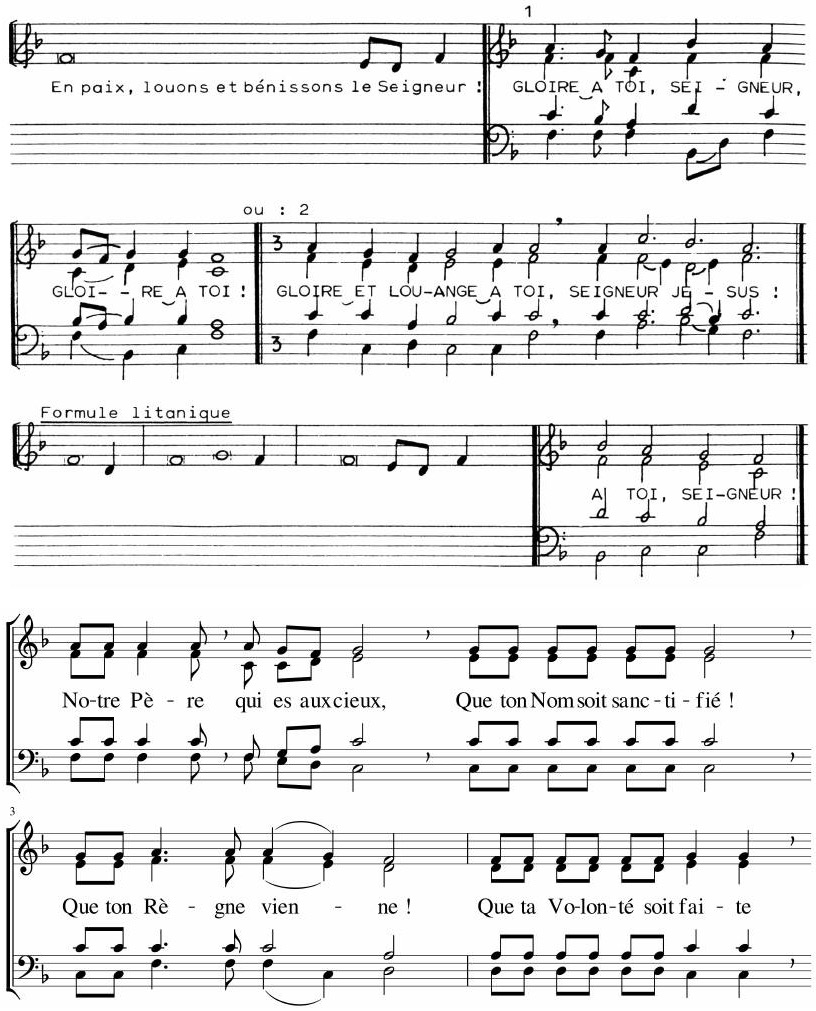 1
En paix, louons et bénissons le Seigneur ! GLOIRE A TOI, SEI - GNEUR,
ou : 2
GLOI - - RE A TOI ! GLOIRE ET LOU-ANGE A TOI, SEIGNEUR JÉ - SUS !
3
3
Formule litanique
A TOI, SEI-GNEUR !
No-tre Pè - re qui es aux cieux, Que ton Nom soit sanc-ti-fié !
3
Que ton Rè - gne vien - ne ! Que ta Vo-lon-té soit fai-te